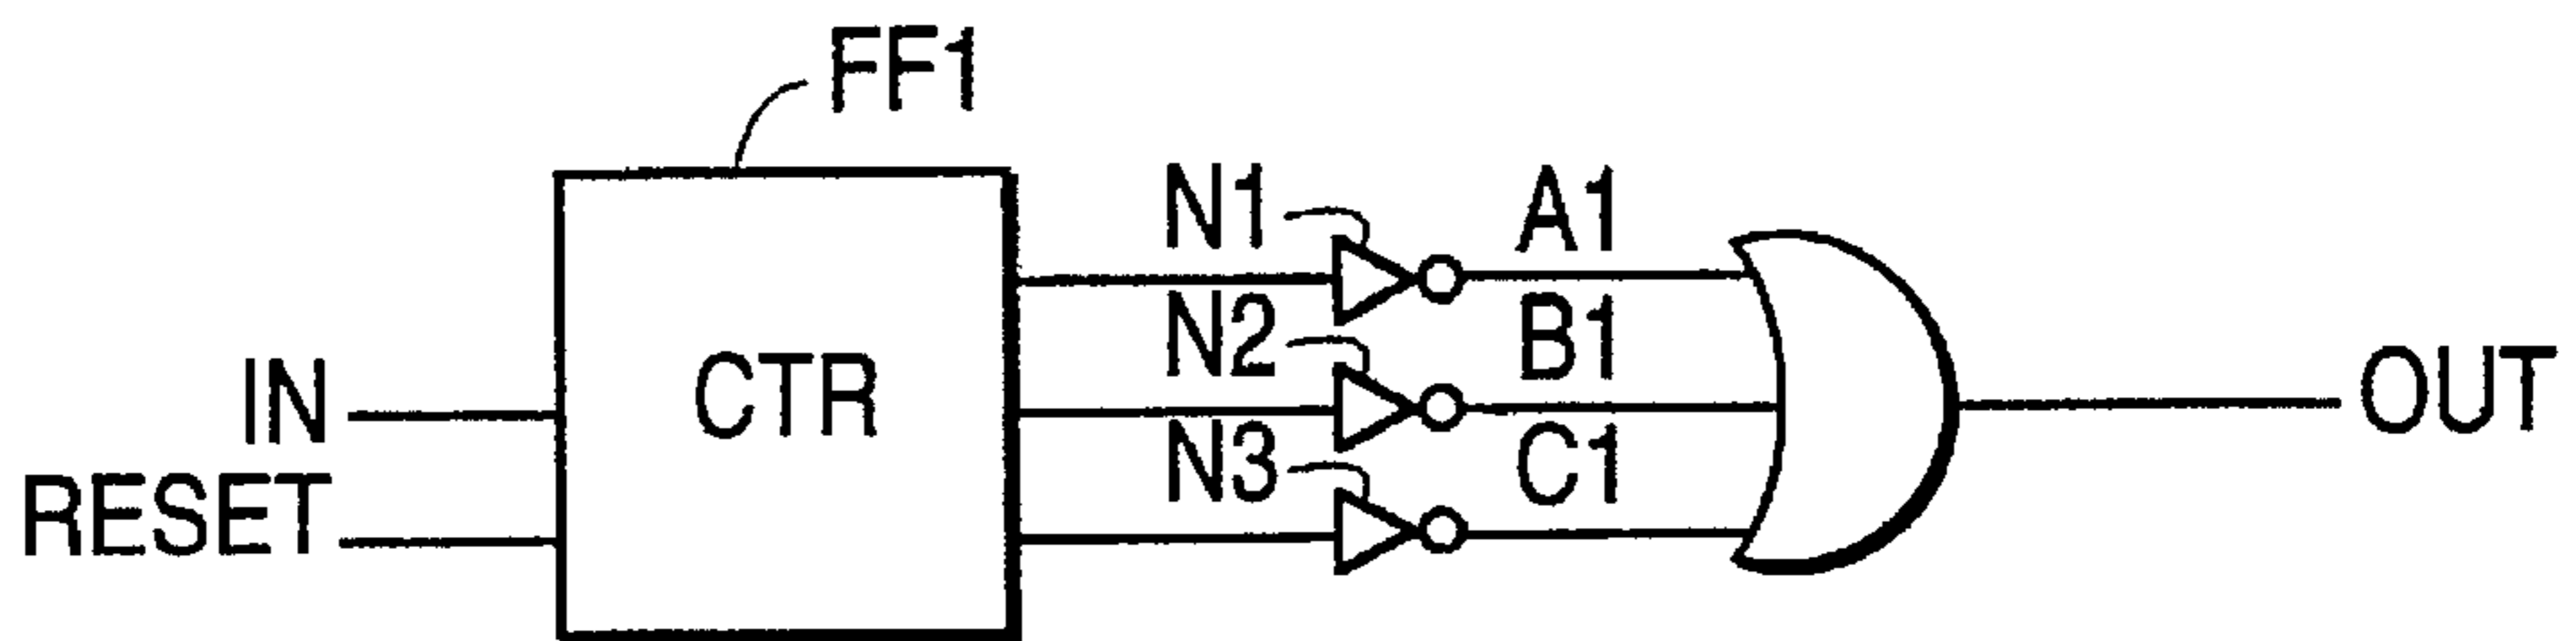 FF1
N1 A1
N2 B1
IN CTR OUT
N3 C1
RESET